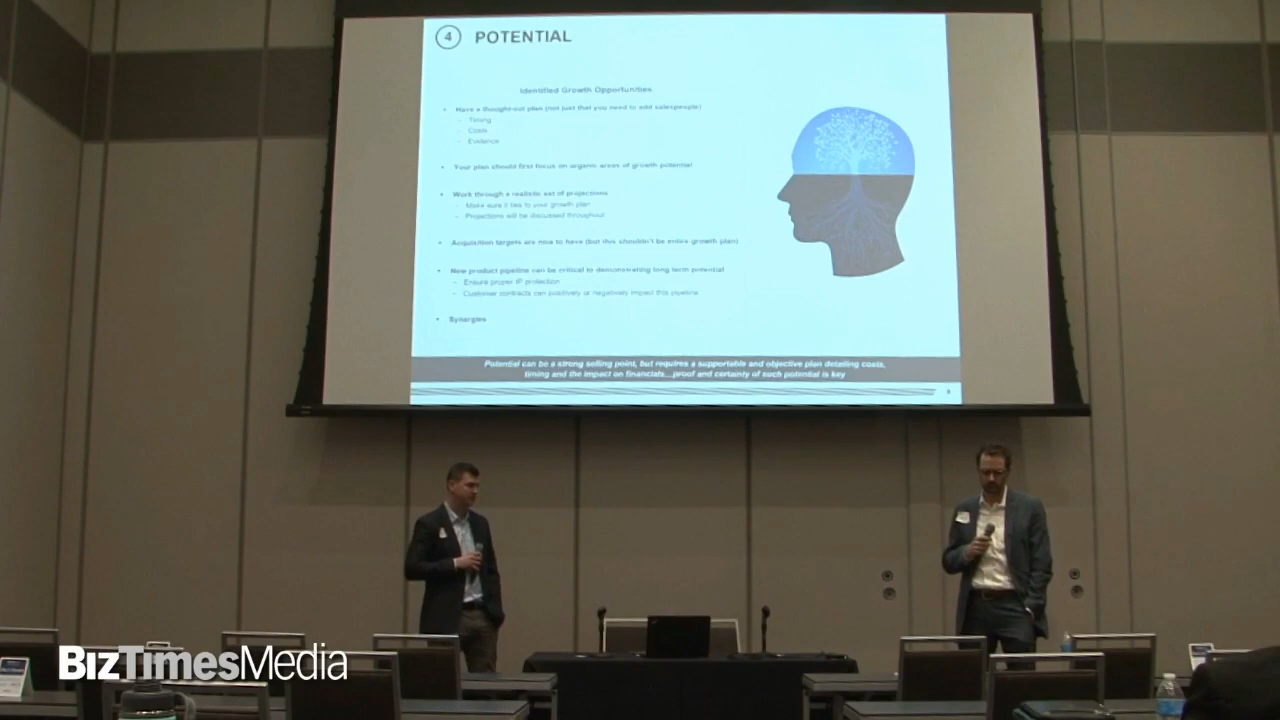 4 POTENTIAL
Identified Growth Opportunities
• Have a thought-out plan (not just that you need to add salespeople)
– Timing
– Costs
– Evidence
• Your plan should first focus on organic areas of growth potential
• Work through a realistic set of projections
– Make sure it ties to your growth plan
– Projections will be discussed throughout
• Acquisition targets are nice to have (but this shouldn't be entire growth plan)
• New product pipeline can be critical to demonstrating long term potential
– Ensure proper IP protection
– Customer contracts can positively or negatively impact this pipeline
• Synergies
Potential can be a strong selling point, but requires a supportable and objective plan detailing costs,
timing and the impact on financials...proof and certainty of such potential is key
BizTimesMedia